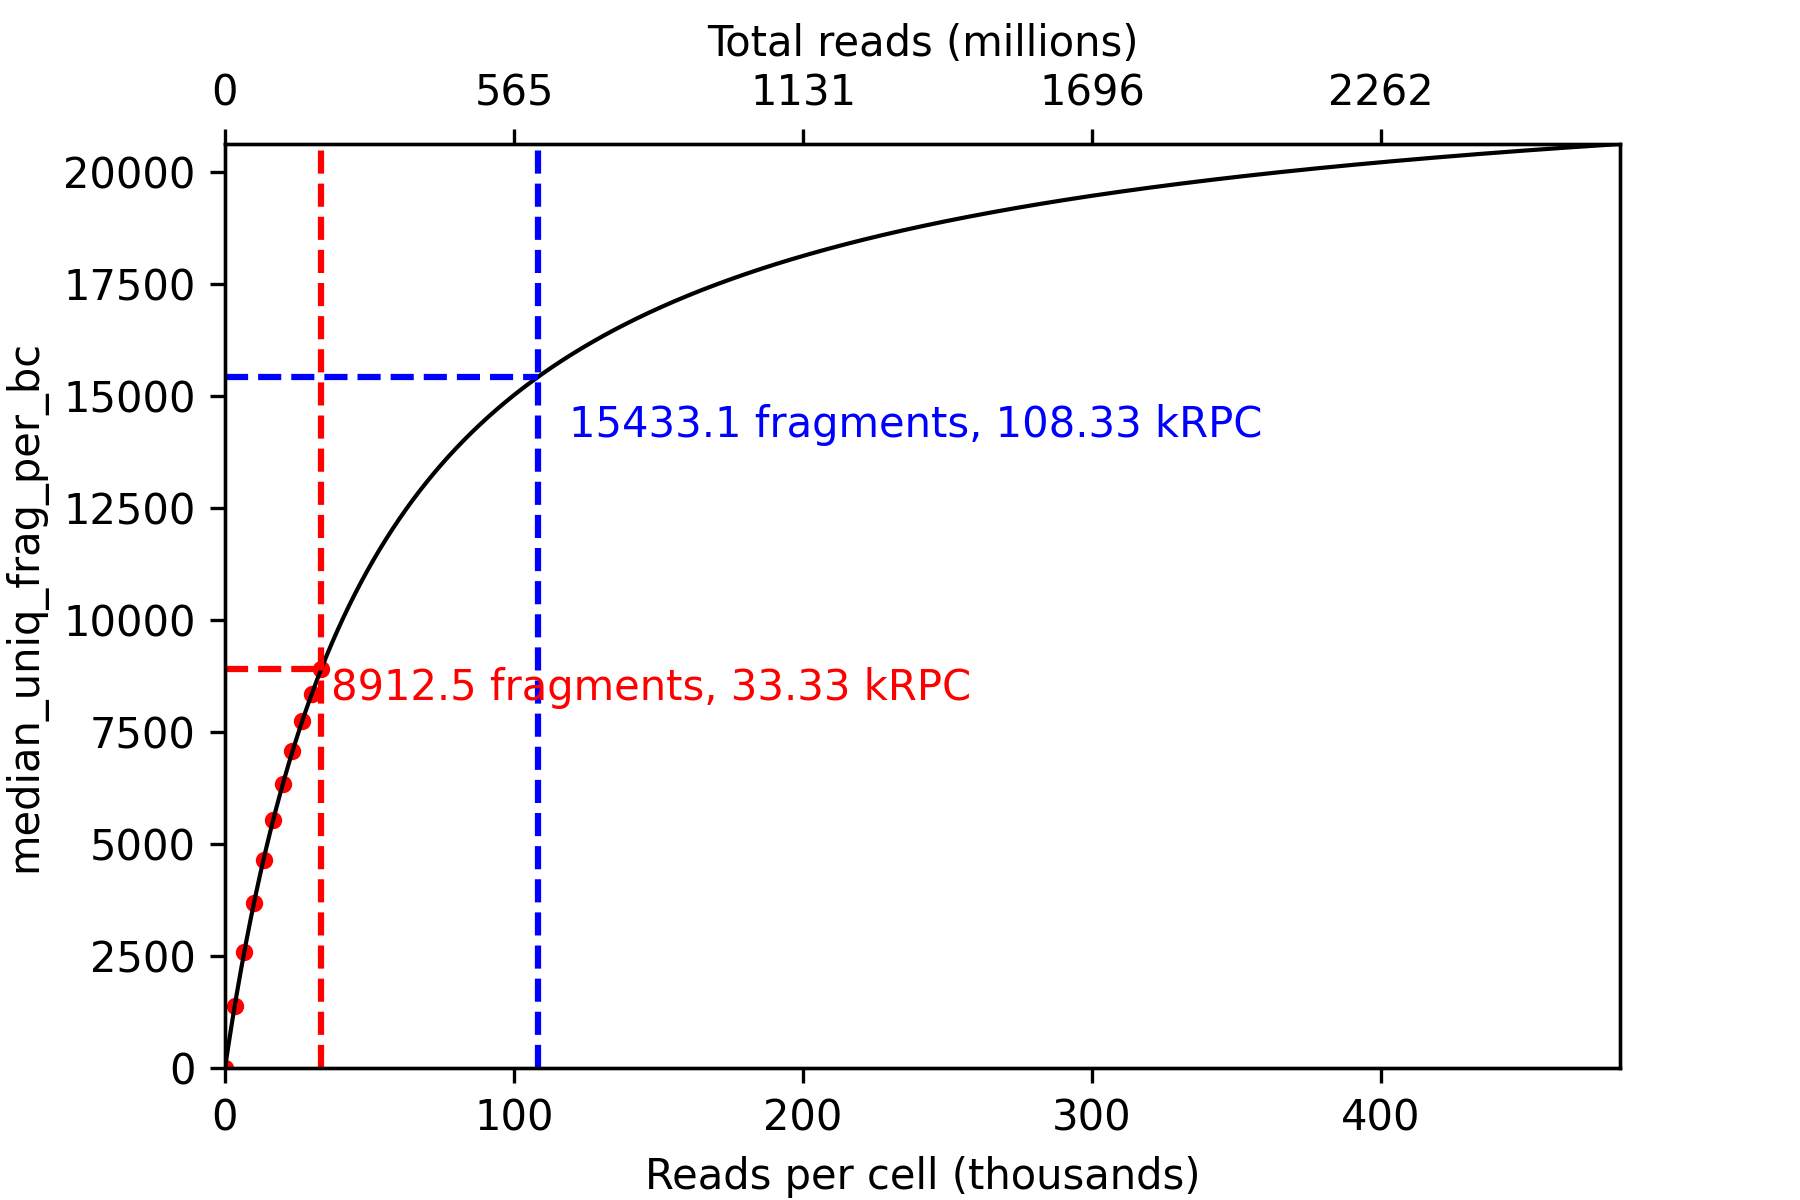 Total reads (millions)
0 565 1131 1696 2262
20000
17500
15000
12500
10000
7500
5000
2500
0
median_uniq_frag_per_bc
15433.1 fragments, 108.33 kRPC
8912.5 fragments, 33.33 kRPC
0 100 200 300 400
Reads per cell (thousands)